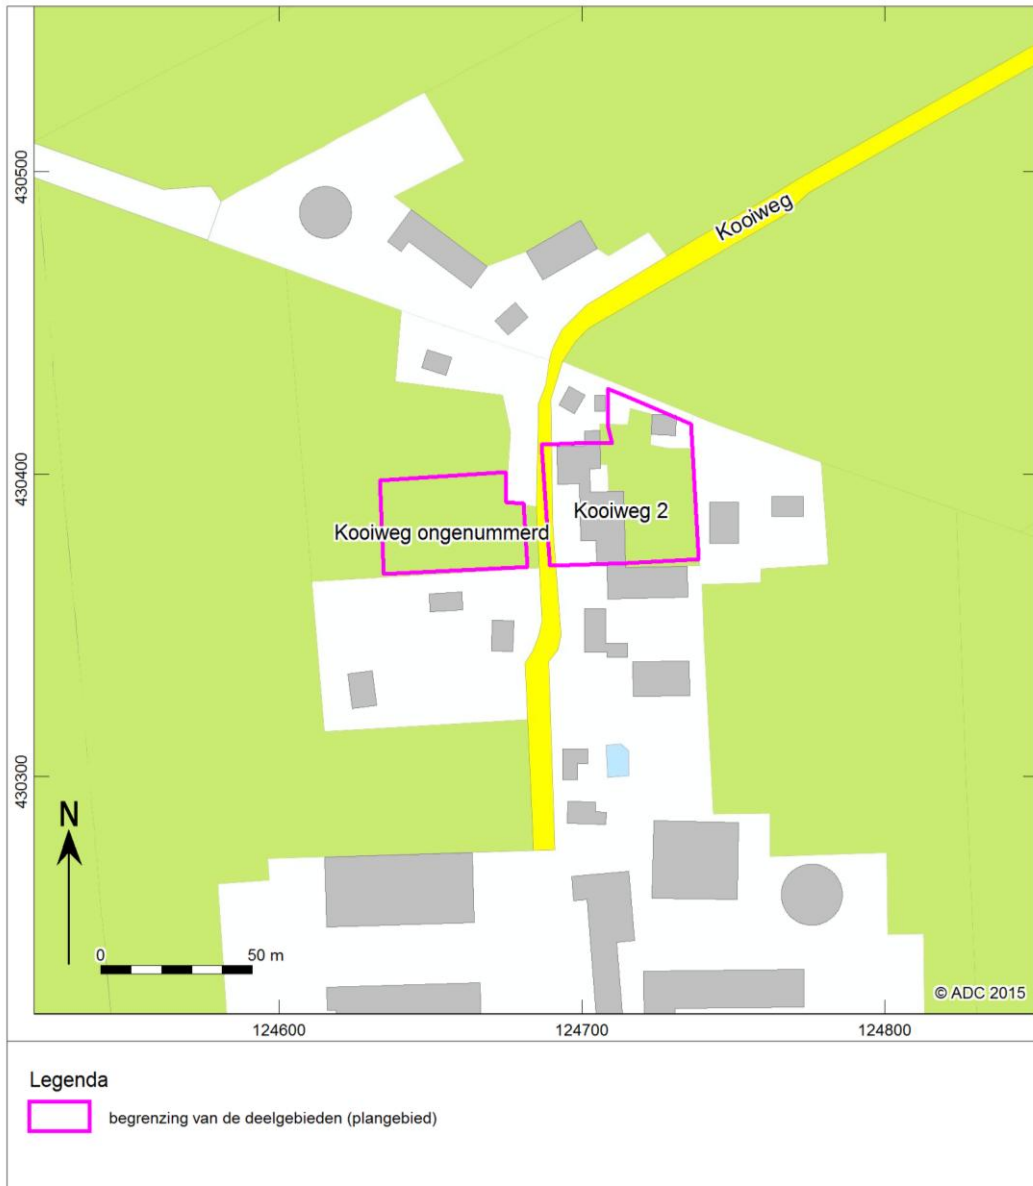 430500
Kooiweg
430400
Kooiweg 2
Kooiweg ongenummerd
430300
N
0 50 m
© ADC 2015
124600 124700 124800
Legenda
begrenzing van de deelgebieden (plangebied)